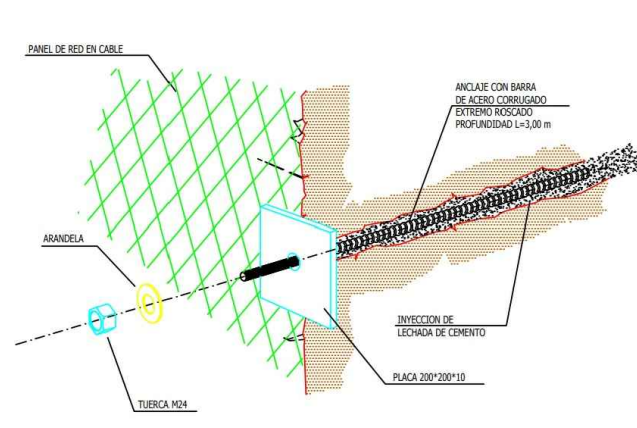 PANEL DE RED EN CABLE
ANCLAJE CON BARRA
DE ACERO CORRUGADO
EXTREMO ROSCADO
PROFUNDIDAD L=3,00 m
ARANDELA
INYECCION DE
LECHADA DE CEMENTO
PLACA 200*200*10
TUERCA M24